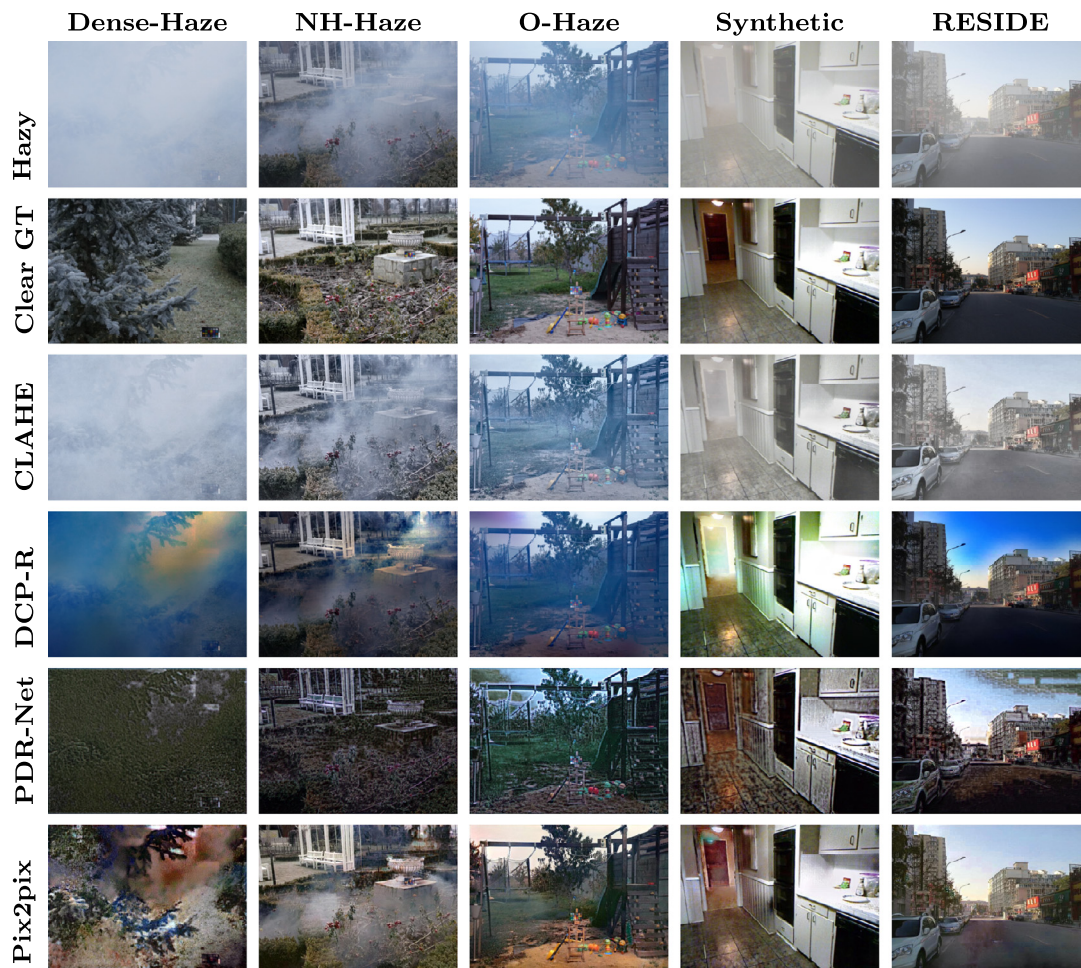 Dense-Haze NH-Haze O-Haze Synthetic RESIDE
Hazy
Clear GT
CLAHE
DCP-R
PDR-Net
Pix2pix